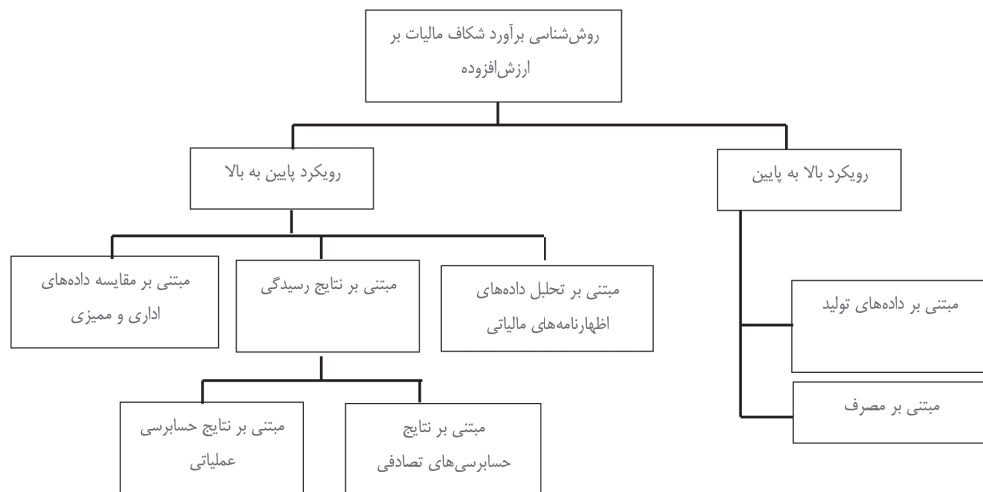 روش‌شناسی برآورد شکاف مالیات بر
ارزش‌افزوده
رویکرد بالا به پایین
رویکرد پایین به بالا
مبتنی بر داده‌های تولید
مبتنی بر مصرف
مبتنی بر تحلبل داده‌های
اظهارنامه‌های مالیاتی
مبتنی بر نتایج رسیدگی
مبتنی بر مقایسه داده‌های
اداری و ممیزی
مبتنی بر نتایج
حسابرسی‌های تصادفی
مبتنی بر نتایج حسابرسی
عملیاتی